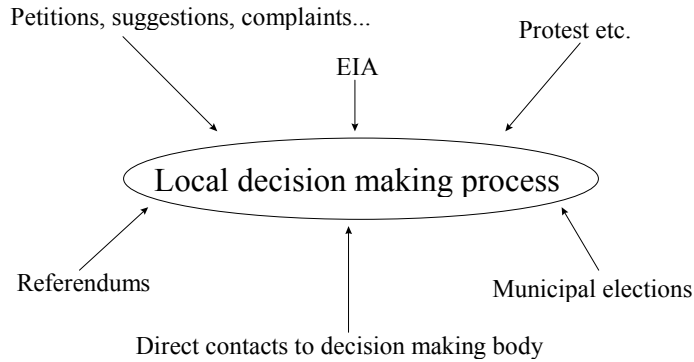 Petitions, suggestions, complaints...
Protest etc.
EIA
Local decision making process
Referendums
Municipal elections
Direct contacts to decision making body